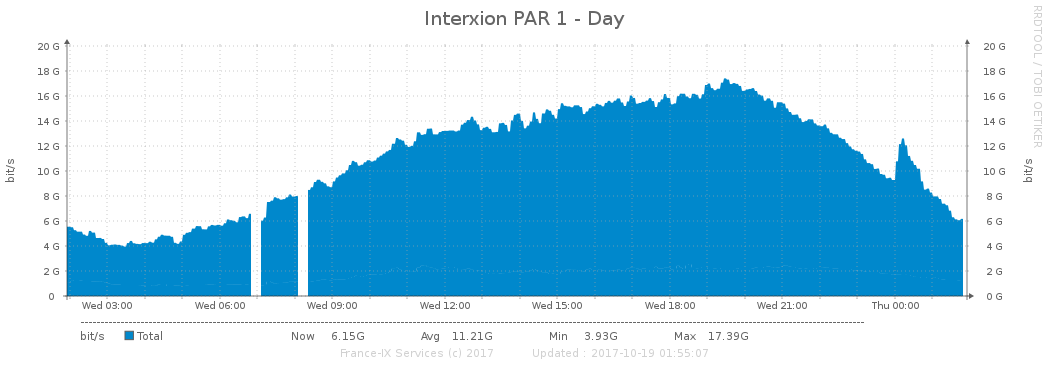 Interxion PAR 1 - Day
RRDTOOL / TOBI OETIKER
bit/s
bit/s
20 G 20 G
18 G 18 G
16 G 16 G
14 G 14 G
12 G 12 G
10 G 10 G
8 G 8 G
6 G 6 G
4 G 4 G
2 G 2 G
0 0 G
Wed 03:00 Wed 06:00 Wed 09:00 Wed 12:00 Wed 15:00 Wed 18:00 Wed 21:00 Thu 00:00
bit/s Total Now 6.15G Avg 11.21G Min 3.93G Max 17.39G
France-IX Services (c) 2017 Updated : 2017-10-19 01:55:07